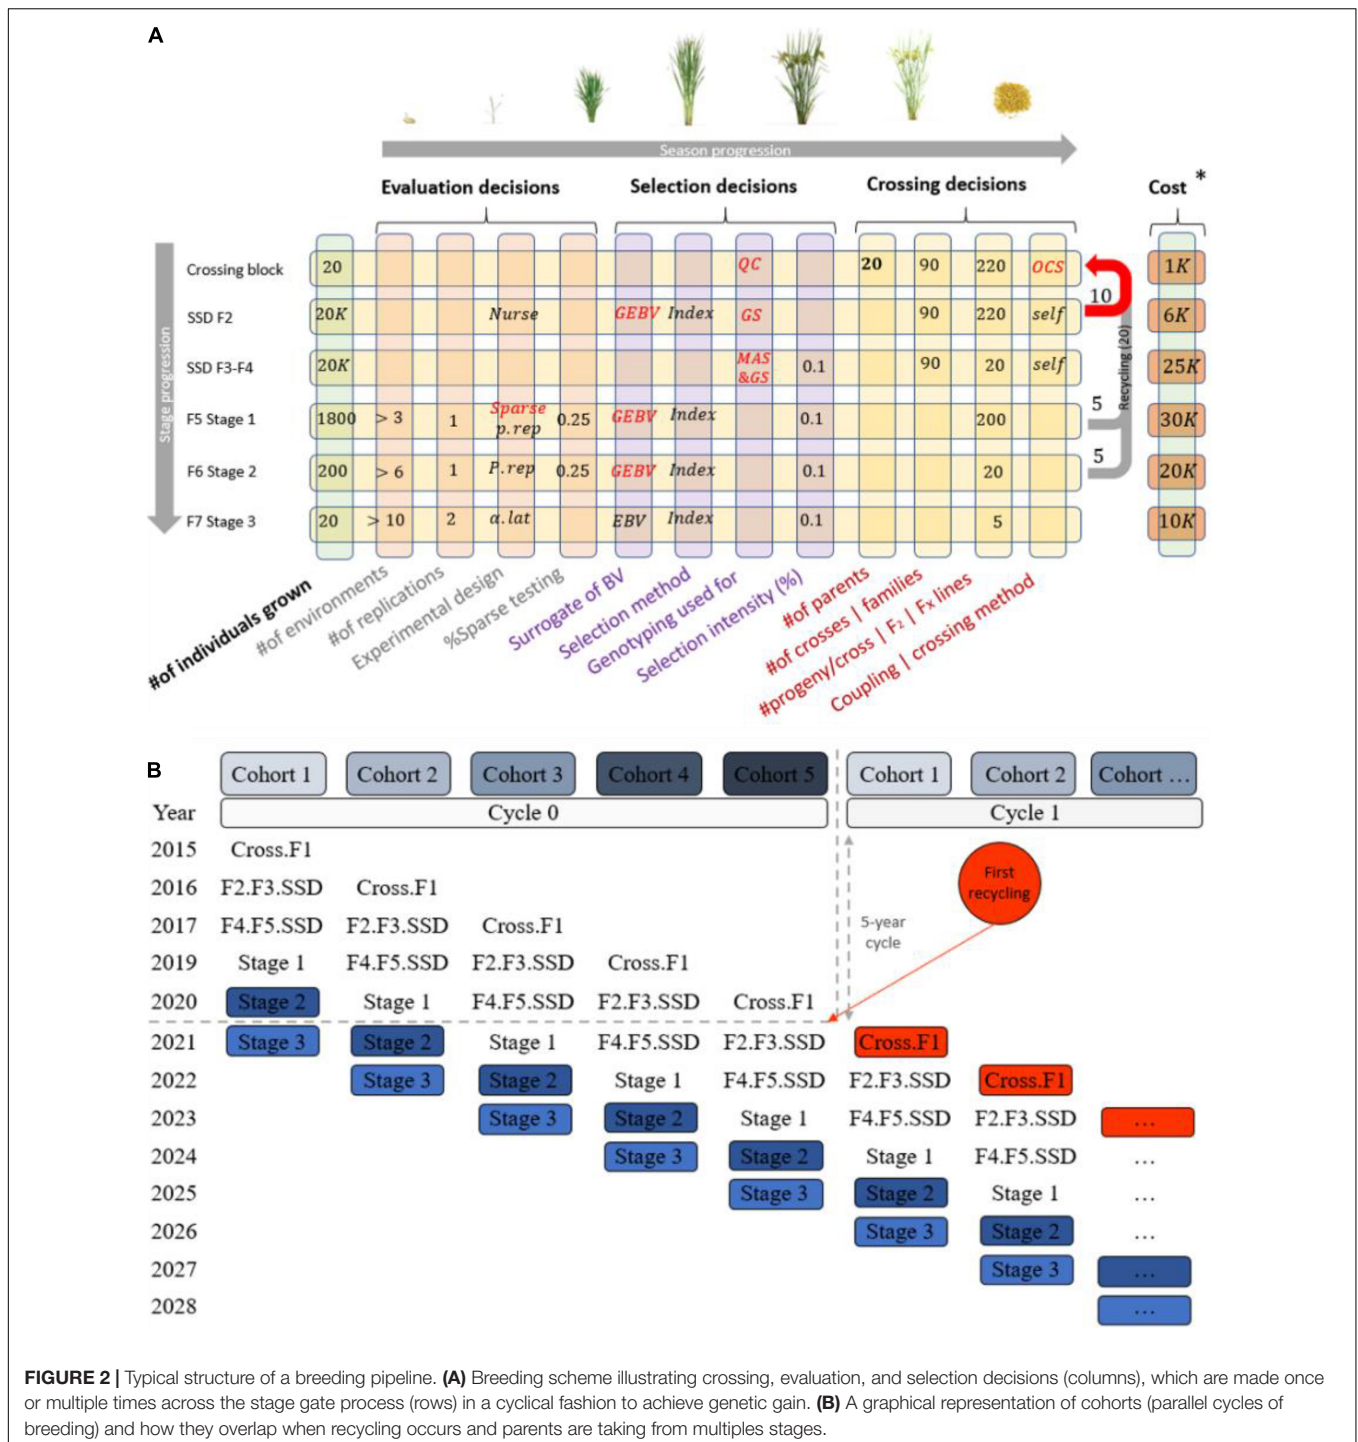 A
Season progression
Evaluation decisions
Selection decisions
Crossing decisions
Cost *
Stage progression
Crossing block 20 QC 20 90 220 OCS 1K
10
SSD F2 20K Nurse GEBV Index GS 90 220 self 6K
Recycling (20)
SSD F3-F4 20K MAS &GS 0.1 90 20 self 25K
5
F5 Stage 1 1800 > 3 1 Sparse p.rep 0.25 GEBV Index 0.1 200 30K
5
F6 Stage 2 200 > 6 1 P.rep 0.25 GEBV Index 0.1 20 20K
F7 Stage 3 20 > 10 2 α.lat EBV Index 0.1 5 10K
#of individuals grown
#of environments
#of replications
Experimental design
%Sparse testing
Surrogate of BV
Selection method
Genotyping used for
Selection intensity (%)
#of parents
#of crosses | families
#progeny/cross | F₂ | Fₓ lines
Coupling | crossing method
B
Cohort 1 Cohort 2 Cohort 3 Cohort 4 Cohort 5 Cohort 1 Cohort 2 Cohort ...
Year Cycle 0 Cycle 1
2015 Cross.F1
First
recycling
2016 F2.F3.SSD Cross.F1
2017 F4.F5.SSD F2.F3.SSD Cross.F1
5-year
cycle
2019 Stage 1 F4.F5.SSD F2.F3.SSD Cross.F1
2020 Stage 2 Stage 1 F4.F5.SSD F2.F3.SSD Cross.F1
2021 Stage 3 Stage 2 Stage 1 F4.F5.SSD F2.F3.SSD Cross.F1
2022 Stage 3 Stage 2 Stage 1 F4.F5.SSD F2.F3.SSD Cross.F1
2023 Stage 3 Stage 2 Stage 1 F4.F5.SSD F2.F3.SSD ...
2024 Stage 3 Stage 2 Stage 1 F4.F5.SSD ...
2025 Stage 3 Stage 2 Stage 1 ...
2026 Stage 3 Stage 2 ...
2027 Stage 3 ...
2028 ...
FIGURE 2 | Typical structure of a breeding pipeline. (A) Breeding scheme illustrating crossing, evaluation, and selection decisions (columns), which are made once
or multiple times across the stage gate process (rows) in a cyclical fashion to achieve genetic gain. (B) A graphical representation of cohorts (parallel cycles of
breeding) and how they overlap when recycling occurs and parents are taking from multiples stages.